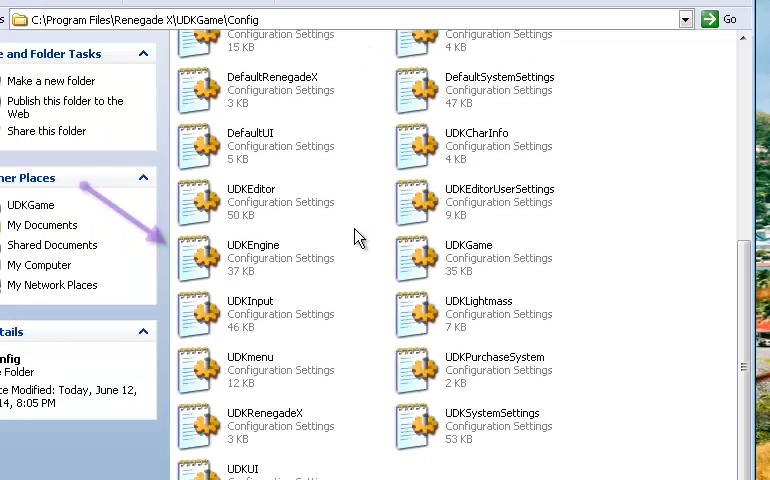 s C:\Program Files\Renegade X\UDKGame\Config Go
e and Folder Tasks
Make a new folder
Publish this folder to the
Web
Share this folder
her Places
UDKGame
My Documents
Shared Documents
My Computer
My Network Places
etails
onfig
e Folder
te Modified: Today, June 12,
14, 8:05 PM
Configuration Settings
15 KB
Configuration Settings
4 KB
DefaultRenegadeX
Configuration Settings
3 KB
DefaultSystemSettings
Configuration Settings
47 KB
DefaultUI
Configuration Settings
5 KB
UDKCharInfo
Configuration Settings
4 KB
UDKEditor
Configuration Settings
50 KB
UDKEditorUserSettings
Configuration Settings
9 KB
UDKEngine
Configuration Settings
37 KB
UDKGame
Configuration Settings
35 KB
UDKInput
Configuration Settings
46 KB
UDKLightmass
Configuration Settings
7 KB
UDKmenu
Configuration Settings
12 KB
UDKPurchaseSystem
Configuration Settings
2 KB
UDKRenegadeX
Configuration Settings
3 KB
UDKSystemSettings
Configuration Settings
53 KB
UDKUI
Configuration Settings